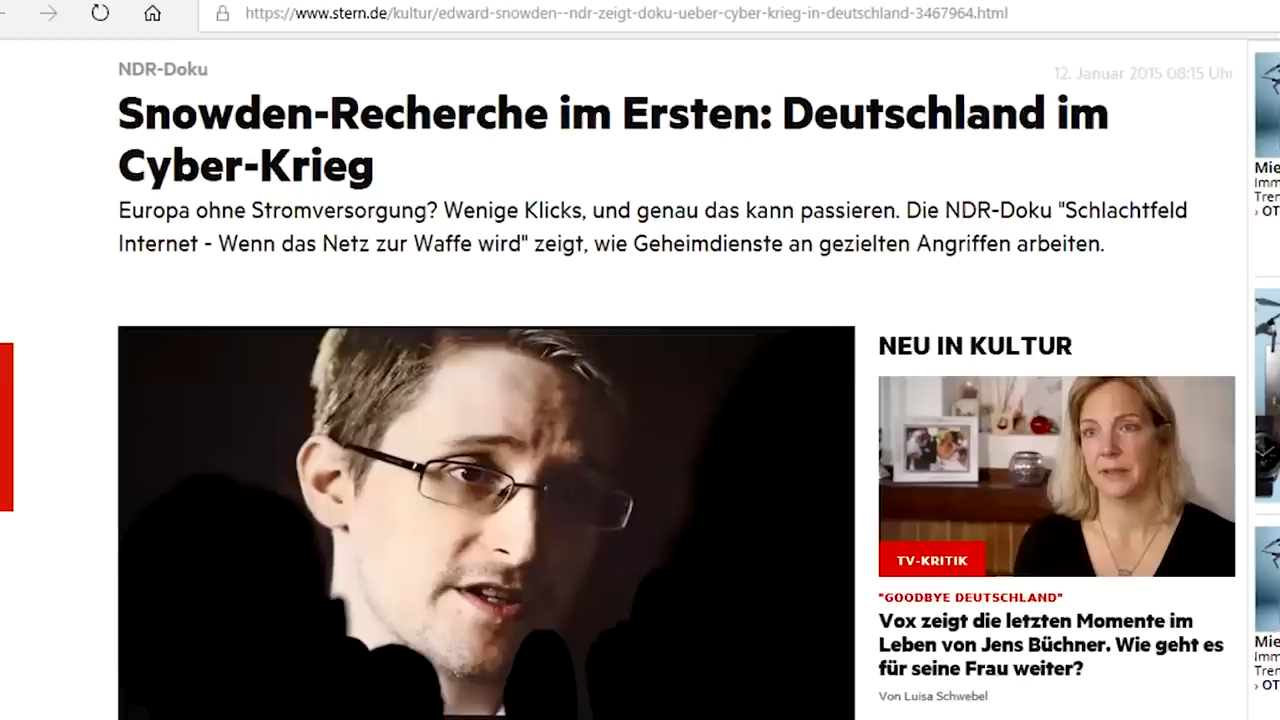 https://www.stern.de/kultur/edward-snowden--ndr-zeigt-doku-ueber-cyber-krieg-in-deutschland-3467964.html
NDR-Doku
12. Januar 2015 08:15 Uhr
Snowden-Recherche im Ersten: Deutschland im
Cyber-Krieg
Europa ohne Stromversorgung? Wenige Klicks, und genau das kann passieren. Die NDR-Doku "Schlachtfeld
Internet - Wenn das Netz zur Waffe wird" zeigt, wie Geheimdienste an gezielten Angriffen arbeiten.
NEU IN KULTUR
TV-KRITIK
"GOODBYE DEUTSCHLAND"
Vox zeigt die letzten Momente im
Leben von Jens Büchner. Wie geht es
für seine Frau weiter?
Von Luisa Schwebel
Mie
Imm
Tren
› OT
Mie
Imm
Tren
› OT